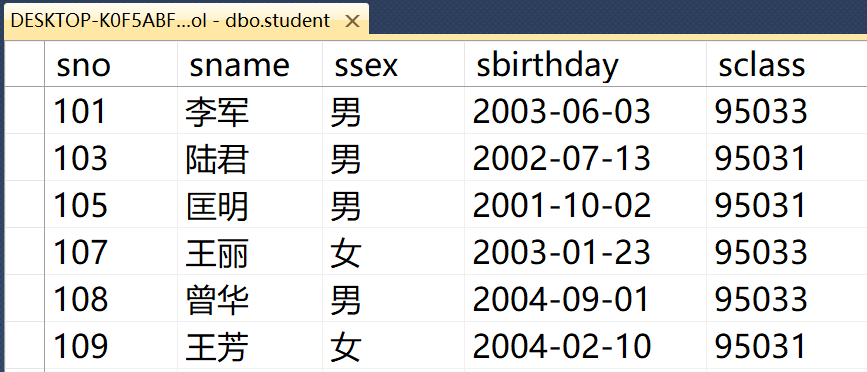 DESKTOP-K0F5ABF...ol - dbo.student
sno sname ssex sbirthday sclass
101 李军 男 2003-06-03 95033
103 陆君 男 2002-07-13 95031
105 匡明 男 2001-10-02 95031
107 王丽 女 2003-01-23 95033
108 曾华 男 2004-09-01 95033
109 王芳 女 2004-02-10 95031